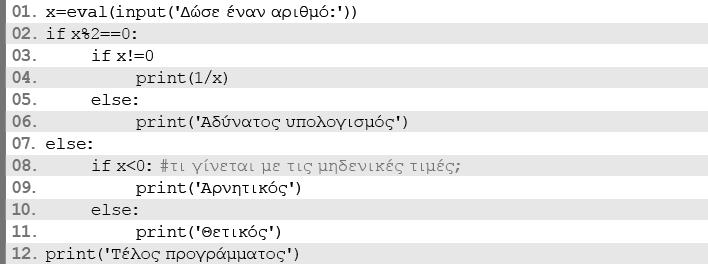 01. x=eval(input('Δώσε έναν αριθμό:'))
02. if x%2==0:
03. if x!=0
04. print(1/x)
05. else:
06. print('Αδύνατος υπολογισμός')
07. else:
08. if x<0: #τι γίνεται με τις μηδενικές τιμές;
09. print('Αρνητικός')
10. else:
11. print('Θετικός')
12. print('Τέλος προγράμματος')